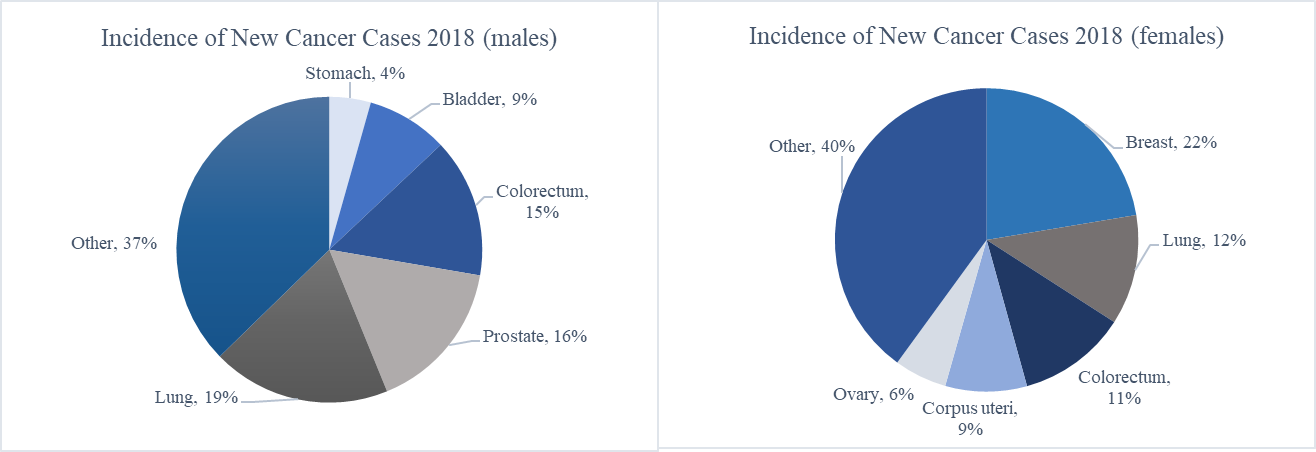 Incidence of New Cancer Cases 2018 (males)
Stomach, 4%
Bladder, 9%
Colorectum,
15%
Other, 37%
Prostate, 16%
Lung, 19%
Incidence of New Cancer Cases 2018 (females)
Other, 40%
Breast, 22%
Lung, 12%
Colorectum,
11%
Ovary, 6%
Corpus uteri,
9%